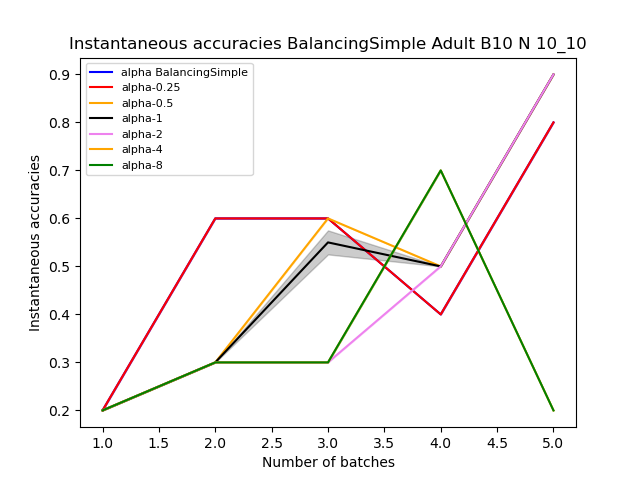 Instantaneous accuracies BalancingSimple Adult B10 N 10_10
alpha BalancingSimple
alpha-0.25
alpha-0.5
alpha-1
alpha-2
alpha-4
alpha-8
Instantaneous accuracies
0.9
0.8
0.7
0.6
0.5
0.4
0.3
0.2
1.0 1.5 2.0 2.5 3.0 3.5 4.0 4.5 5.0
Number of batches